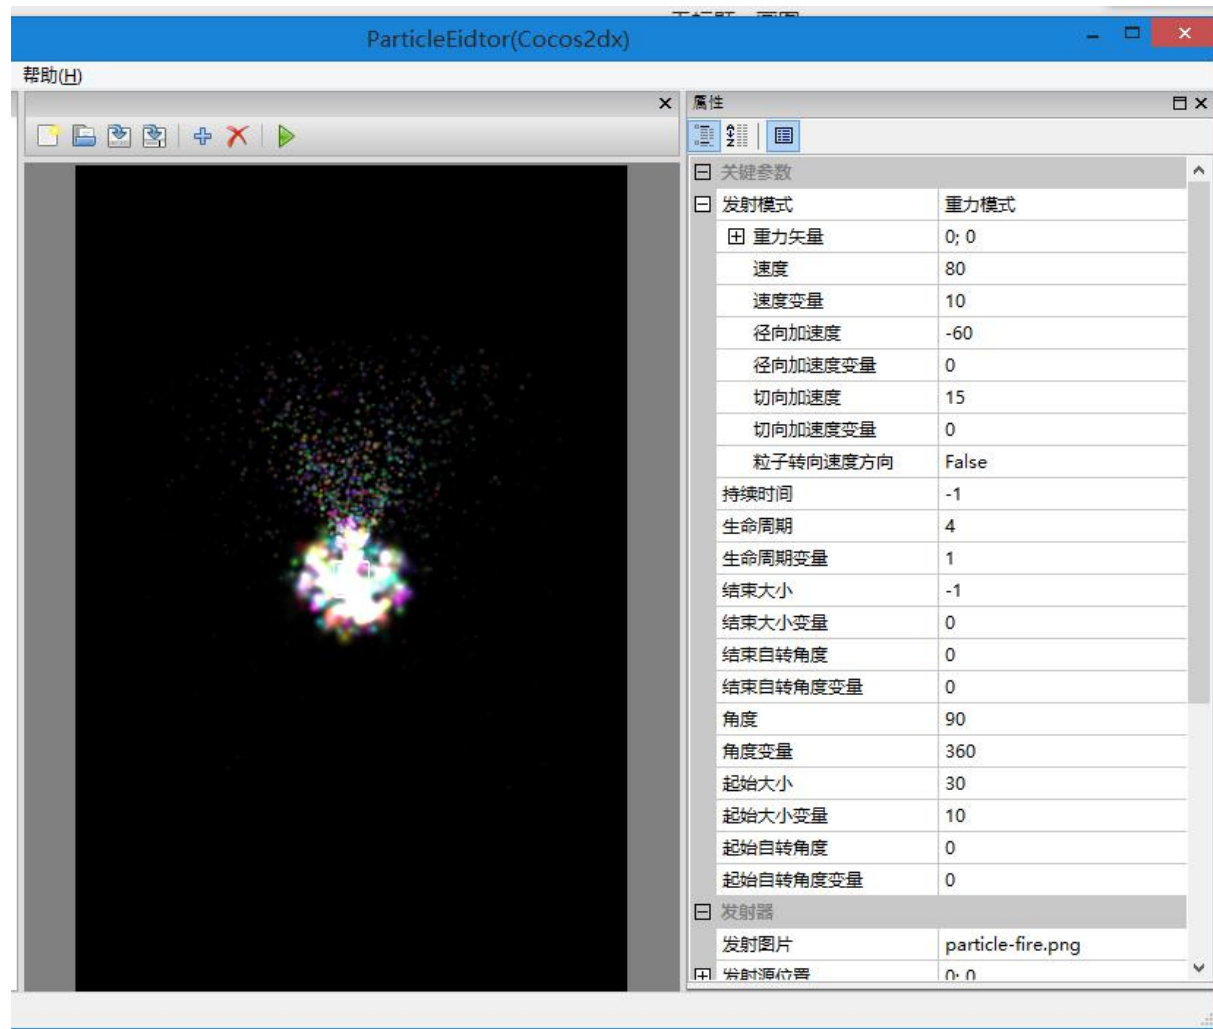 ParticleEidtor(Cocos2dx)
帮助(H)
属性
关键参数
发射模式 重力模式
重力矢量 0; 0
速度 80
速度变量 10
径向加速度 -60
径向加速度变量 0
切向加速度 15
切向加速度变量 0
粒子转向速度方向 False
持续时间 -1
生命周期 4
生命周期变量 1
结束大小 -1
结束大小变量 0
结束自转角度 0
结束自转角度变量 0
角度 90
角度变量 360
起始大小 30
起始大小变量 10
起始自转角度 0
起始自转角度变量 0
发射器
发射图片 particle-fire.png
发射源位置 0; 0